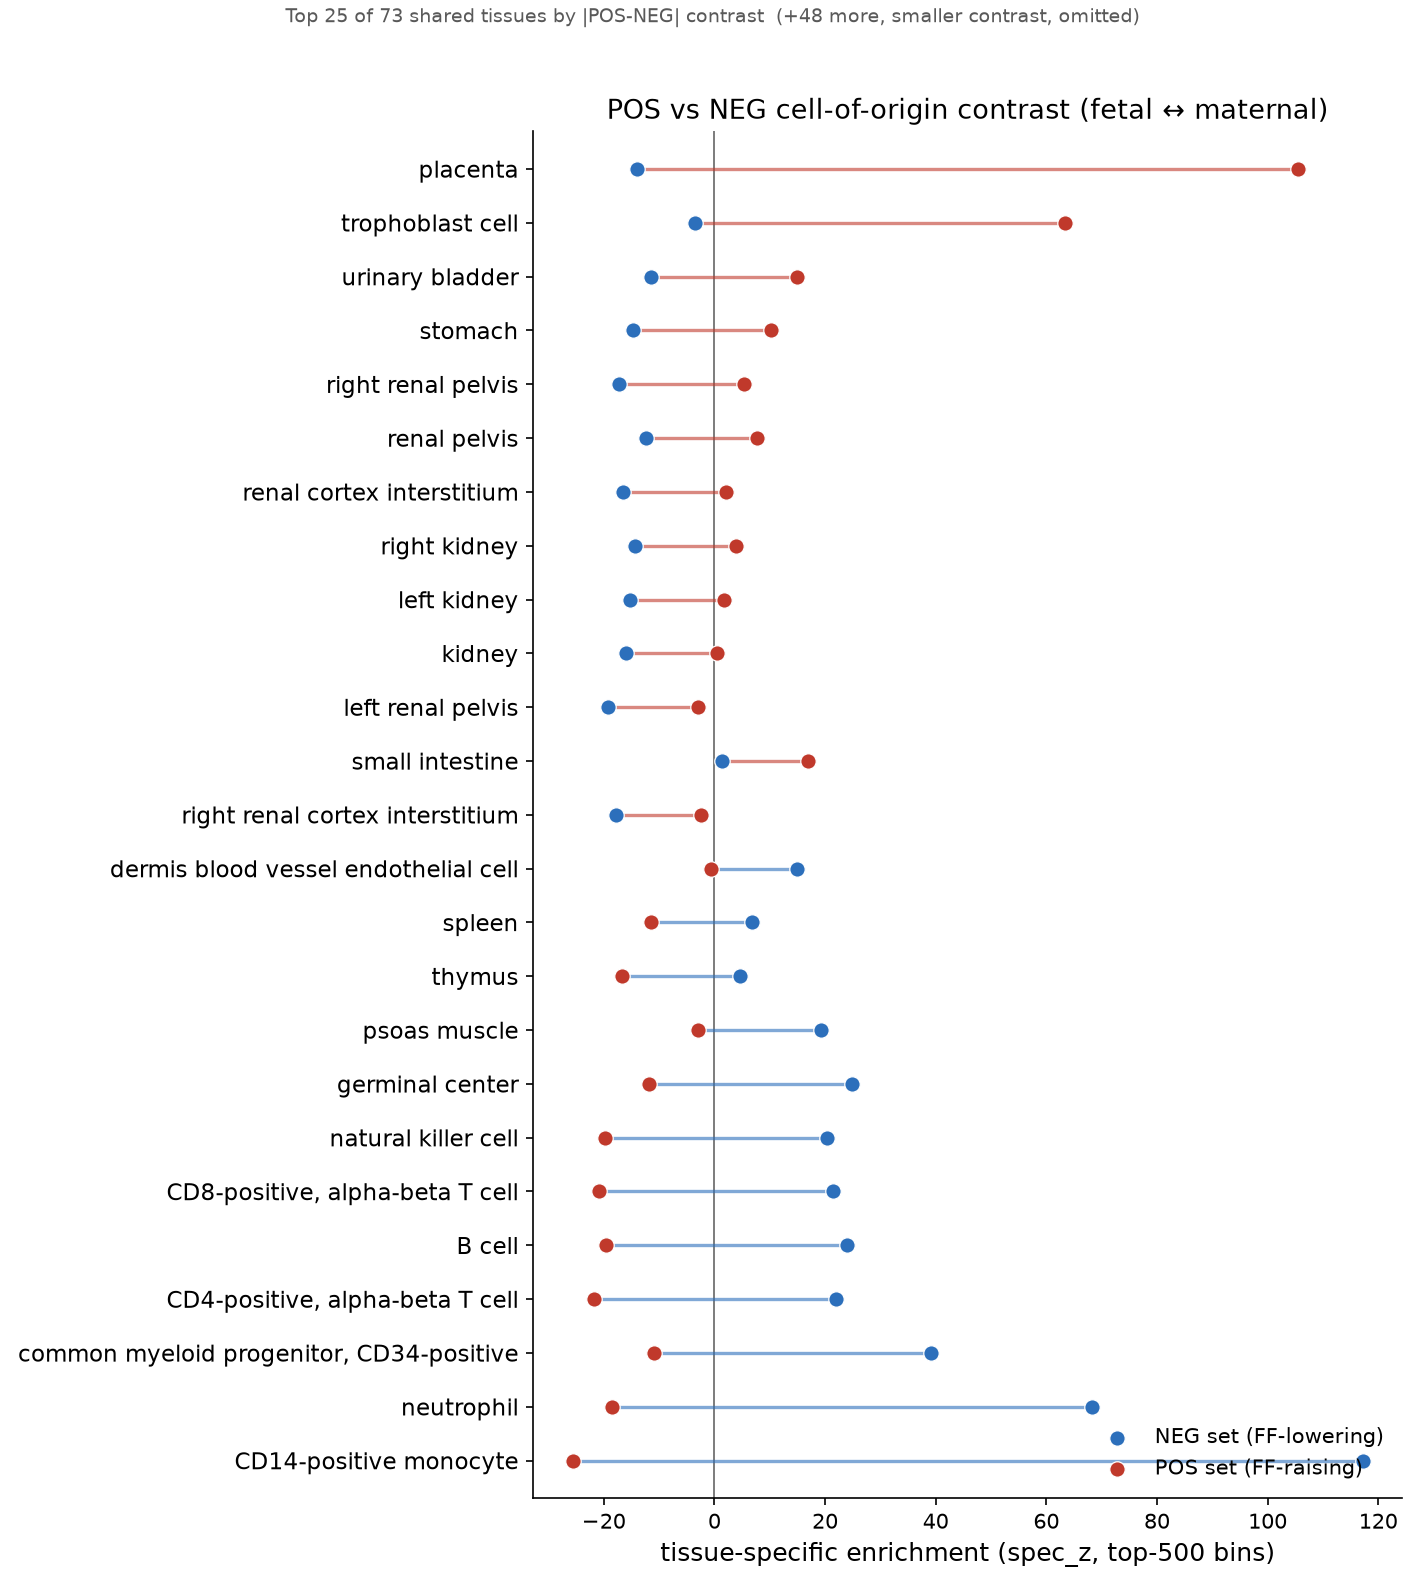 Top 25 of 73 shared tissues by |POS-NEG| contrast  (+48 more, smaller contrast, omitted)
POS vs NEG cell-of-origin contrast (fetal ↔ maternal)
placenta
trophoblast cell
urinary bladder
stomach
right renal pelvis
renal pelvis
renal cortex interstitium
right kidney
left kidney
kidney
left renal pelvis
small intestine
right renal cortex interstitium
dermis blood vessel endothelial cell
spleen
thymus
psoas muscle
germinal center
natural killer cell
CD8-positive, alpha-beta T cell
B cell
CD4-positive, alpha-beta T cell
common myeloid progenitor, CD34-positive
neutrophil
CD14-positive monocyte
NEG set (FF-lowering)
POS set (FF-raising)
−20 0 20 40 60 80 100 120
tissue-specific enrichment (spec_z, top-500 bins)